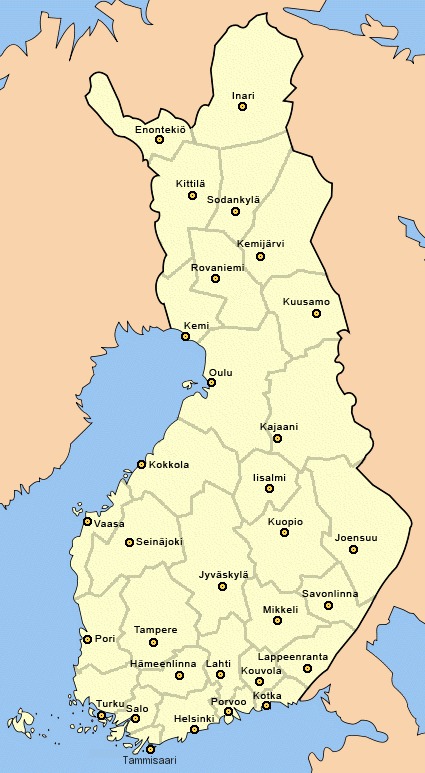 Inari
Enontekiö
Kittilä
Sodankylä
Kemijärvi
Rovaniemi
Kuusamo
Kemi
Oulu
Kajaani
Kokkola
Iisalmi
Vaasa
Kuopio
Seinäjoki
Joensuu
Jyväskylä
Savonlinna
Mikkeli
Tampere
Pori
Lappeenranta
Hämeenlinna
Lahti
Kouvola
Kotka
Porvoo
Turku
Salo
Helsinki
Tammisaari